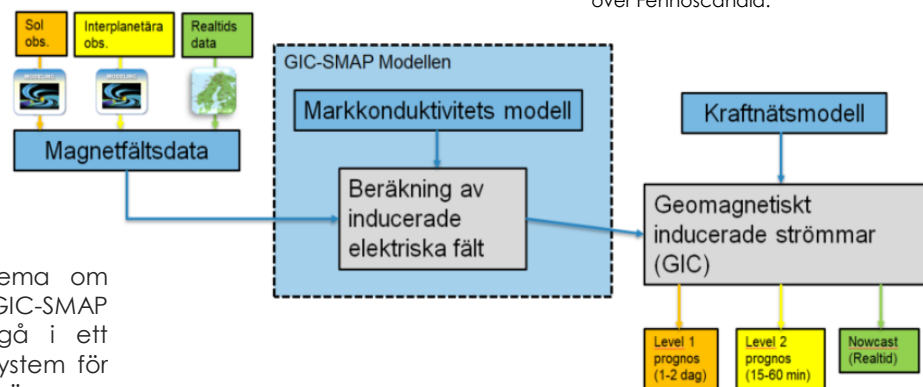 över Fennoscandia.
Sol
obs.
Interplanetära
obs.
Realtids
data
GIC-SMAP Modellen
Markkonduktivitets modell
Kraftnätsmodell
Magnetfältsdata
Beräkning av
inducerade
elektriska fält
Geomagnetiskt
inducerade strömmar
(GIC)
ema om
GIC-SMAP
gå i ett
ystem för
Level 1
prognos
(1-2 dag)
Level 2
prognos
(15-60 min)
Nowcast
(Realtid)